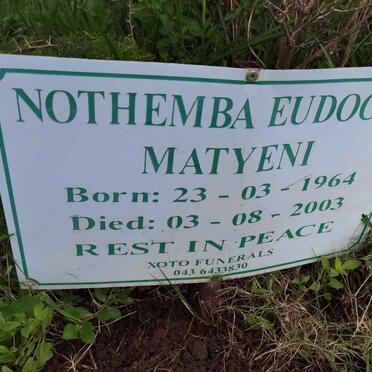 NOTHEMBA EUDOC
MATYENI
Born: 23 - 03 - 1964
Died: 03 - 08 - 2003
REST IN PEACE
XOTO FUNERALS
043 6433830